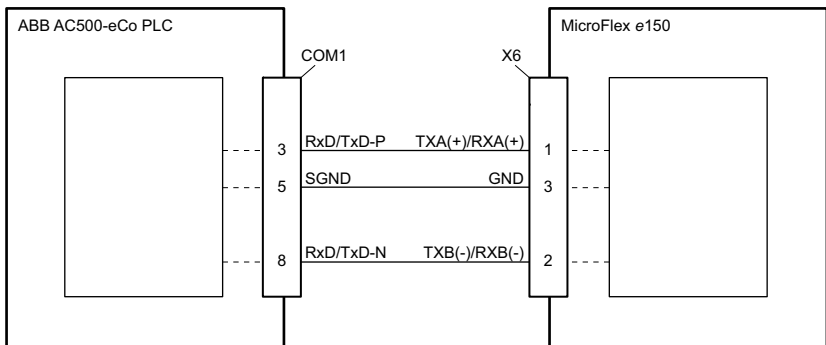 ABB AC500-eCo PLC
MicroFlex e150
COM1
X6
3 RxD/TxD-P TXA(+)/RXA(+) 1
5 SGND GND 3
8 RxD/TxD-N TXB(-)/RXB(-) 2